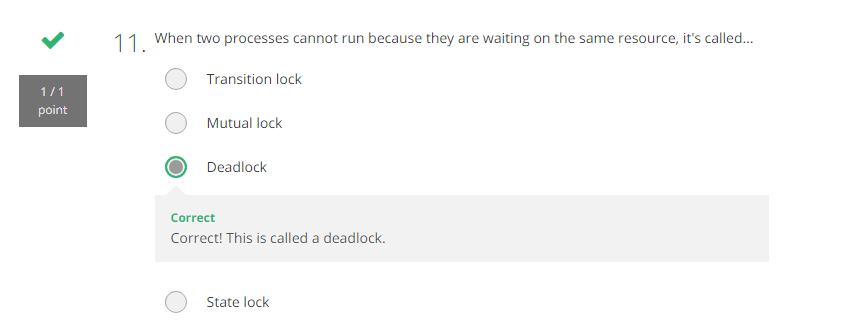 11. When two processes cannot run because they are waiting on the same resource, it's called...
1 / 1
point
Transition lock
Mutual lock
Deadlock
Correct
Correct! This is called a deadlock.
State lock